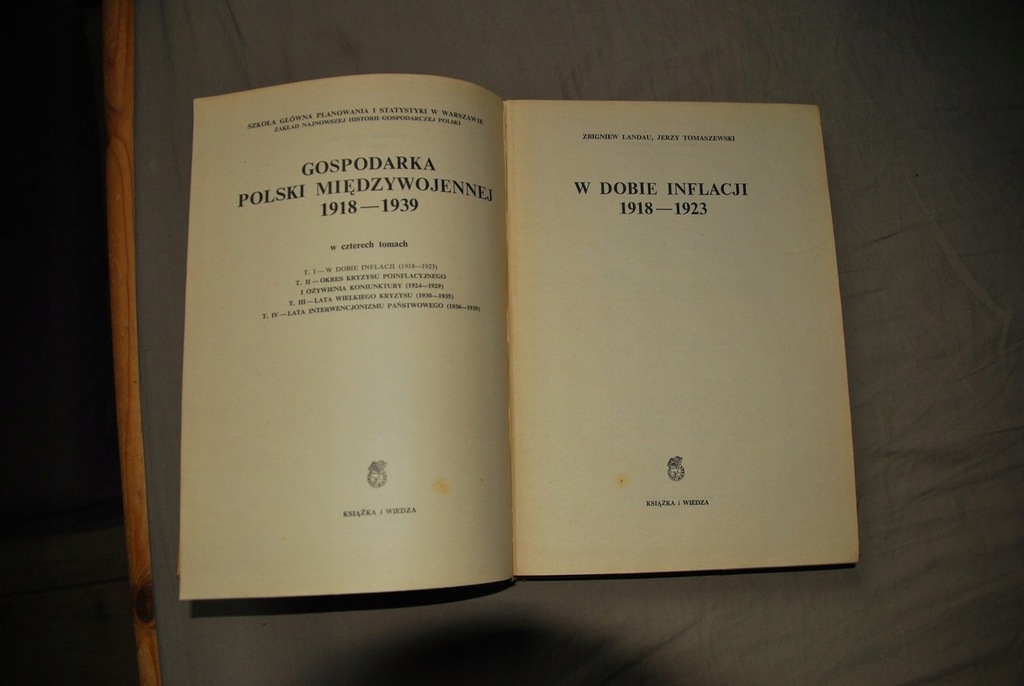 SZKOŁA GŁÓWNA PLANOWANIA I STATYSTYKI W WARSZAWIE
ZAKŁAD NAJNOWSZEJ HISTORII GOSPODARCZEJ POLSKI
GOSPODARKA
POLSKI MIĘDZYWOJENNEJ
1918—1939
w czterech tomach
T. I — W DOBIE INFLACJI (1918—1923)
T. II — OKRES KRYZYSU POINFLACYJNEGO
I OŻYWIENIA KONIUNKTURY (1924—1929)
T. III — LATA WIELKIEGO KRYZYSU (1930—1935)
T. IV — LATA INTERWENCJONIZMU PAŃSTWOWEGO (1936—1939)
KSIĄŻKA i WIEDZA
ZBIGNIEW LANDAU, JERZY TOMASZEWSKI
W DOBIE INFLACJI
1918—1923
KSIĄŻKA i WIEDZA